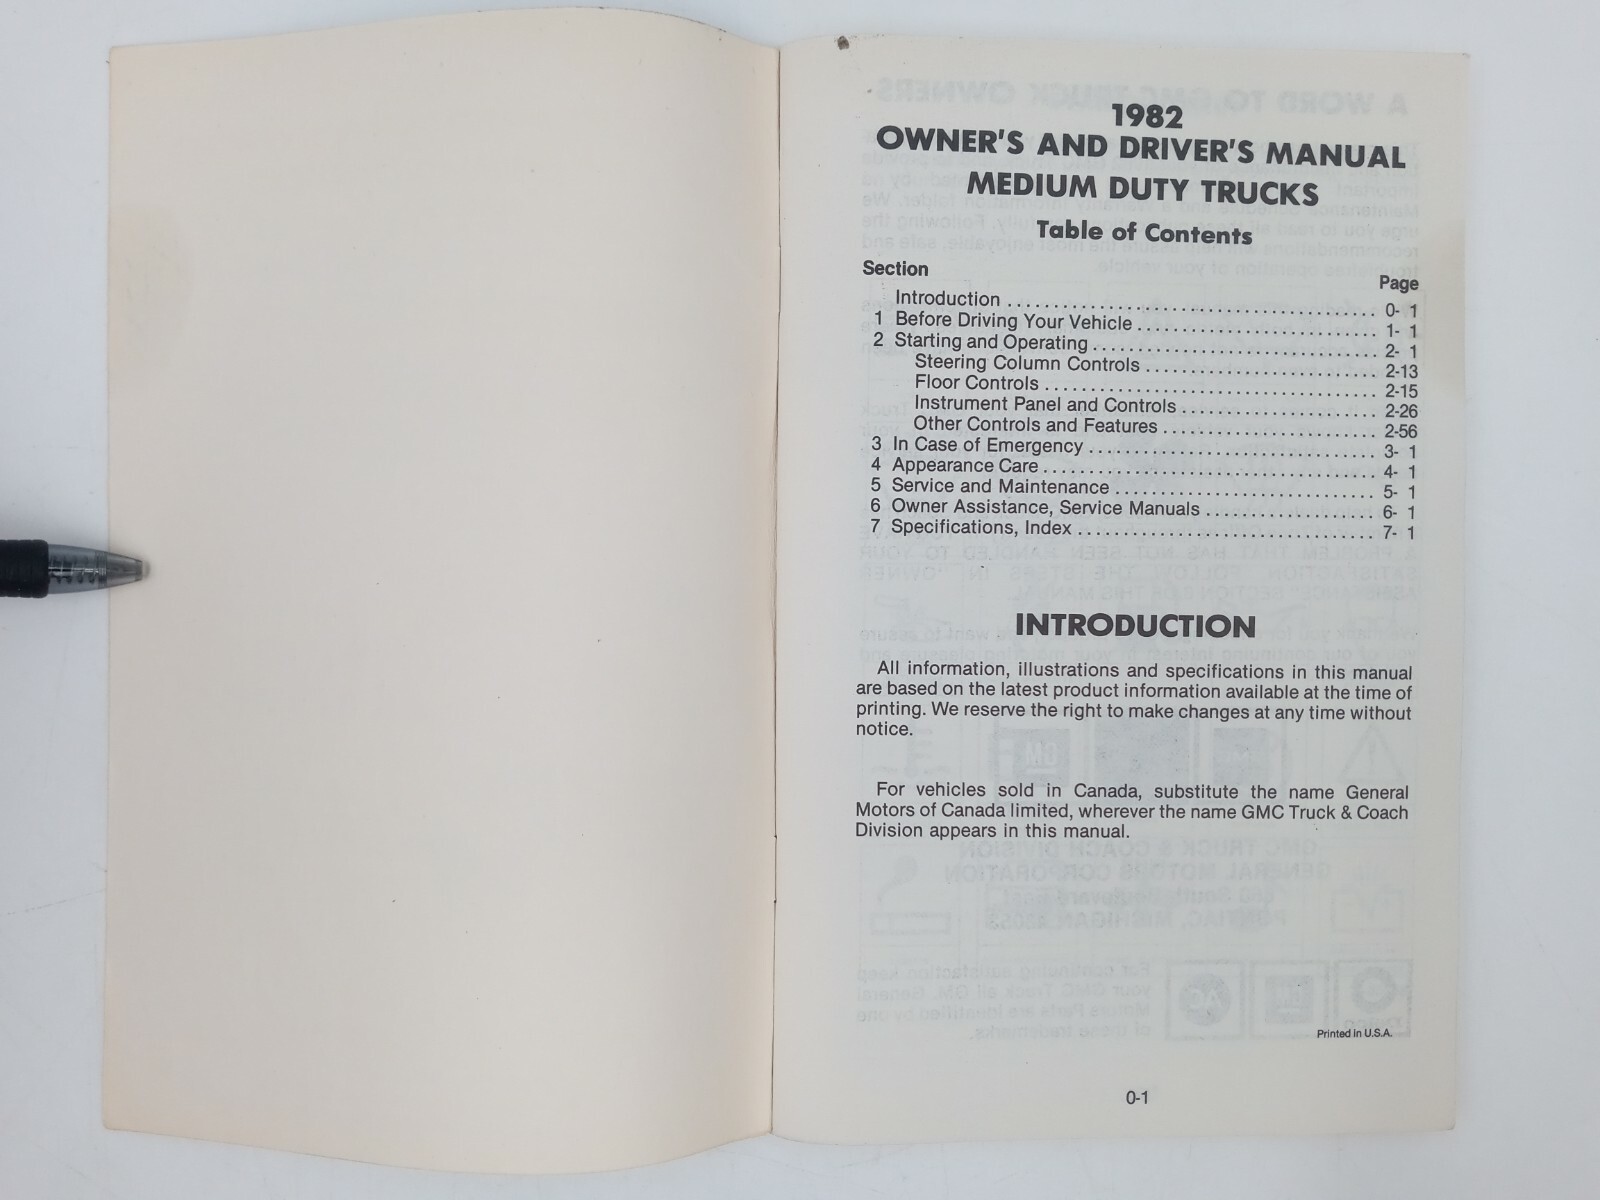 1982
OWNER'S AND DRIVER'S MANUAL
MEDIUM DUTY TRUCKS
Table of Contents
Section Page
Introduction ........................................ 0- 1
1 Before Driving Your Vehicle .......................... 1- 1
2 Starting and Operating ............................... 2- 1
Steering Column Controls ......................... 2-13
Floor Controls .................................... 2-15
Instrument Panel and Controls ..................... 2-26
Other Controls and Features ....................... 2-56
3 In Case of Emergency ............................... 3- 1
4 Appearance Care .................................... 4- 1
5 Service and Maintenance ............................ 5- 1
6 Owner Assistance, Service Manuals .................. 6- 1
7 Specifications, Index ................................ 7- 1
INTRODUCTION
All information, illustrations and specifications in this manual
are based on the latest product information available at the time of
printing. We reserve the right to make changes at any time without
notice.
For vehicles sold in Canada, substitute the name General
Motors of Canada limited, wherever the name GMC Truck & Coach
Division appears in this manual.
Printed in U.S.A.
0-1